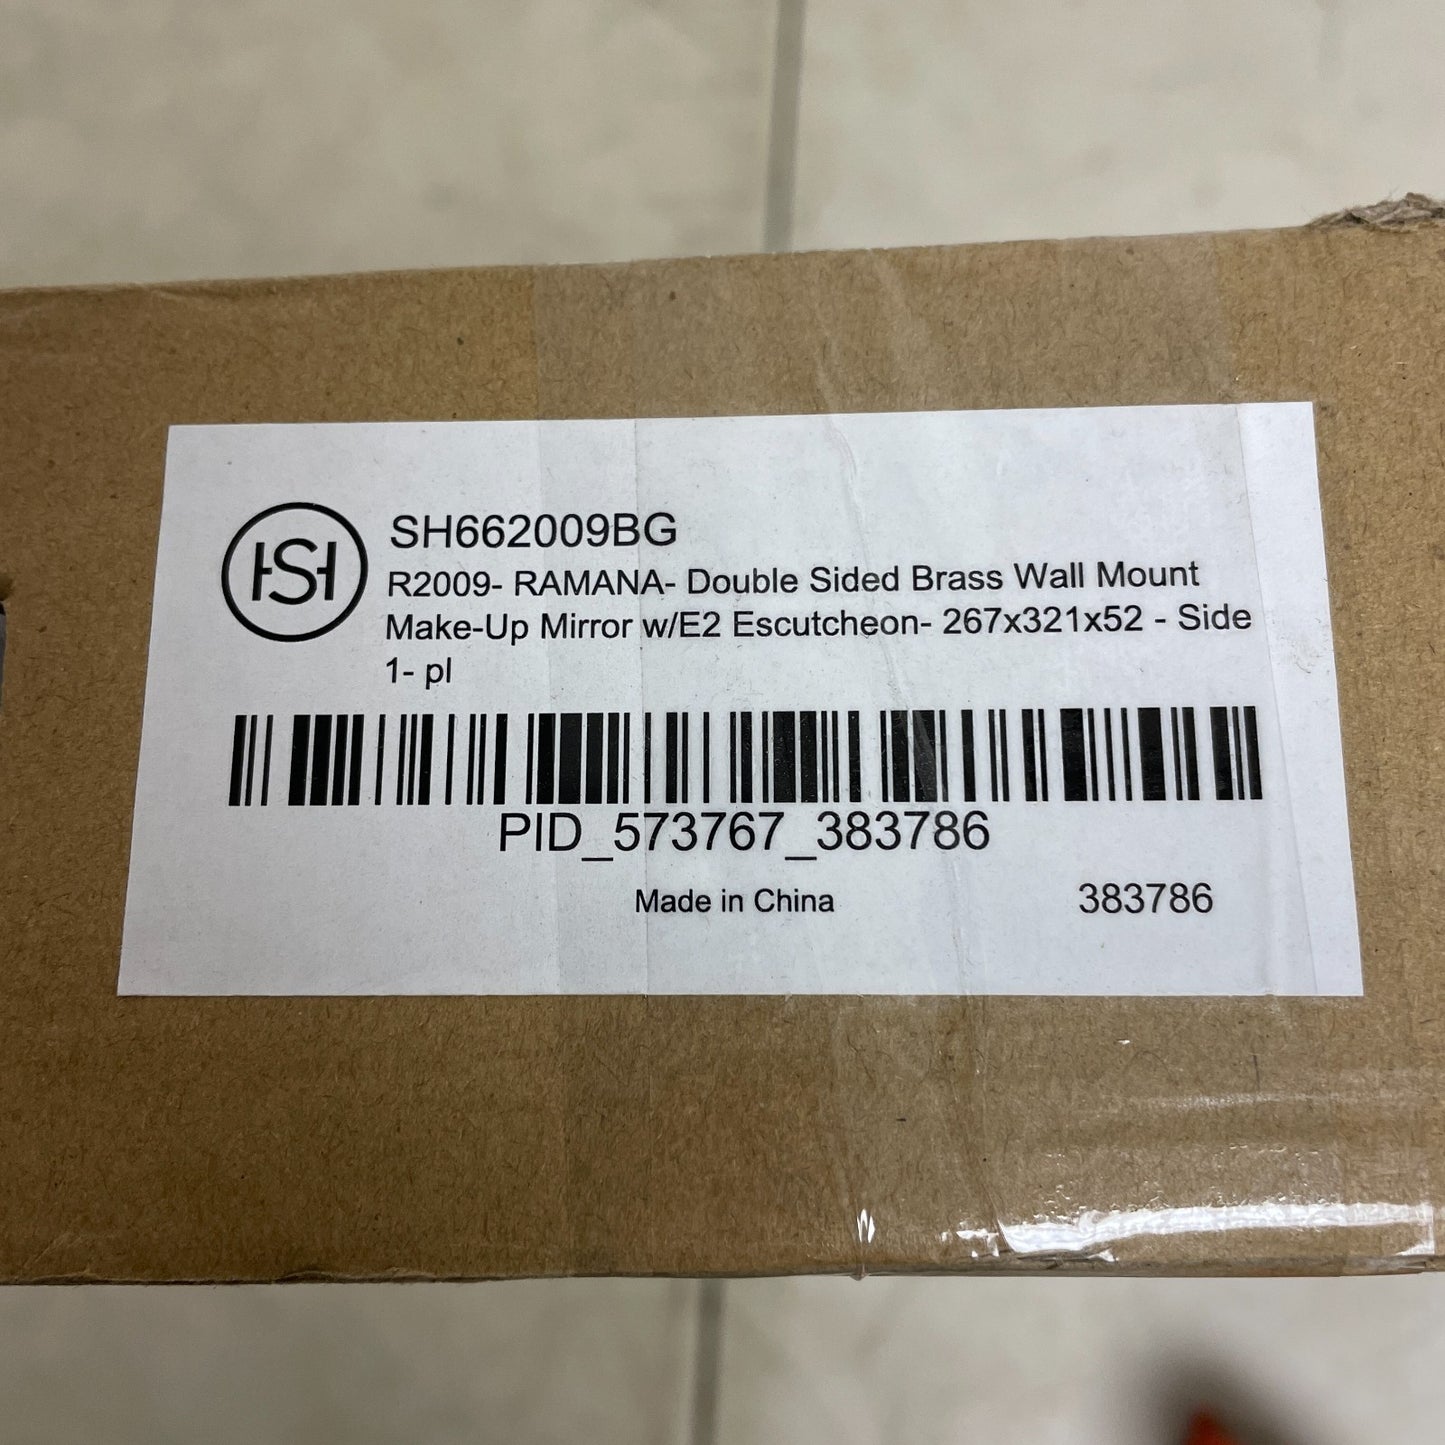 HSH
SH662009BG
R2009- RAMANA- Double Sided Brass Wall Mount
Make-Up Mirror w/E2 Escutcheon- 267x321x52 - Side
1- pl
PID_573767_383786
Made in China
383786